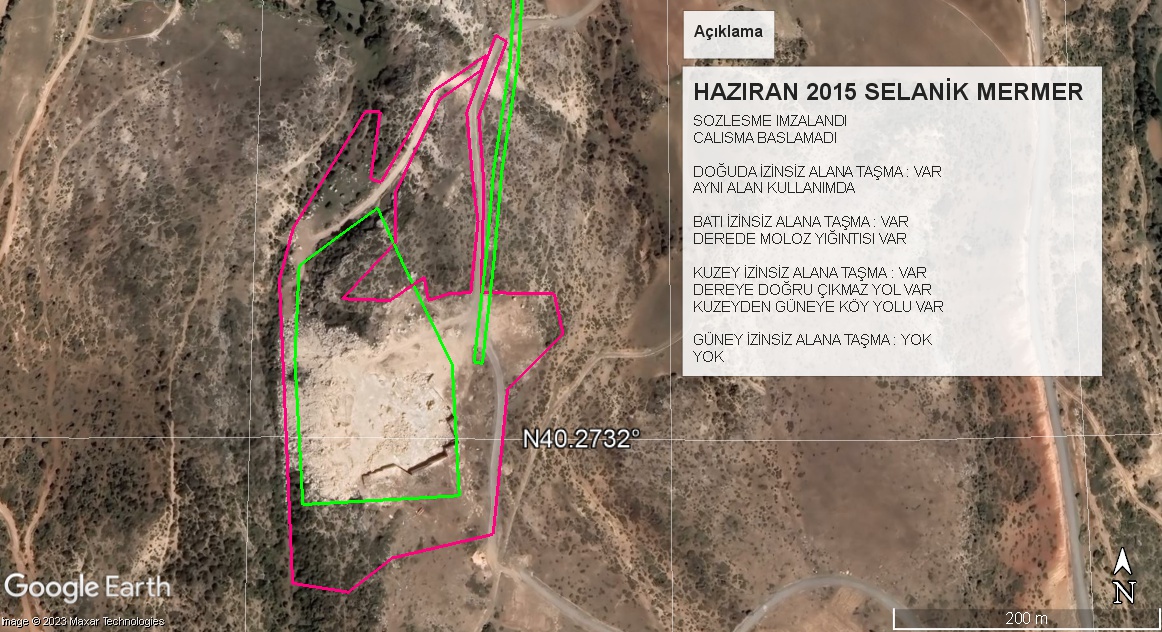 Açıklama
HAZIRAN 2015 SELANİK MERMER
SOZLESME IMZALANDI
CALISMA BASLAMADI
DOĞUDA İZİNSİZ ALANA TAŞMA : VAR
AYNI ALAN KULLANIMDA
BATI İZİNSİZ ALANA TAŞMA : VAR
DEREDE MOLOZ YIĞINTISI VAR
KUZEY İZİNSİZ ALANA TAŞMA : VAR
DEREYE DOĞRU ÇIKMAZ YOL VAR
KUZEYDEN GÜNEYE KÖY YOLU VAR
GÜNEY İZİNSİZ ALANA TAŞMA : YOK
YOK
N40.2732°
Google Earth
mage © 2023 Maxar Technologies
N
200 m